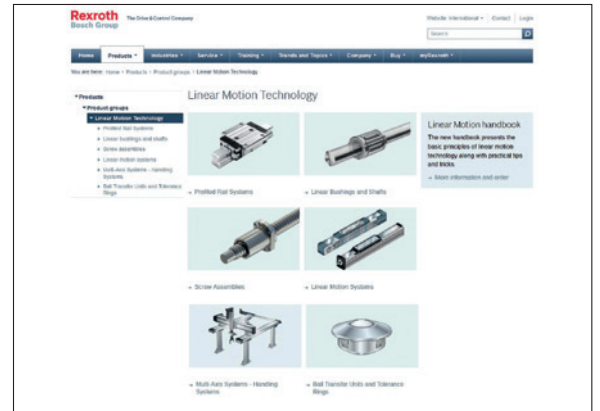 Rexroth
Bosch Group
The Drive & Control Company
Website International
Contact
Login
Search
Home
Products
Industries
Service
Training
Trends and Topics
Company
Buy
myRexroth
You are here: Home > Products > Product groups > Linear Motion Technology
Products
Product groups
Linear Motion Technology
Profiled Rail Systems
Linear bushings and shafts
Screw assemblies
Linear motion systems
Multi-Axis Systems - Handling
Systems
Ball Transfer Units and Tolerance
Rings
Linear Motion Technology
Profiled Rail Systems
Linear Bushings and Shafts
Screw Assemblies
Linear Motion Systems
Multi-Axis Systems - Handling
Systems
Ball Transfer Units and Tolerance
Rings
Linear Motion handbook
The new handbook presents the
basic principles of linear motion
technology along with practical tips
and tricks.
More information and order